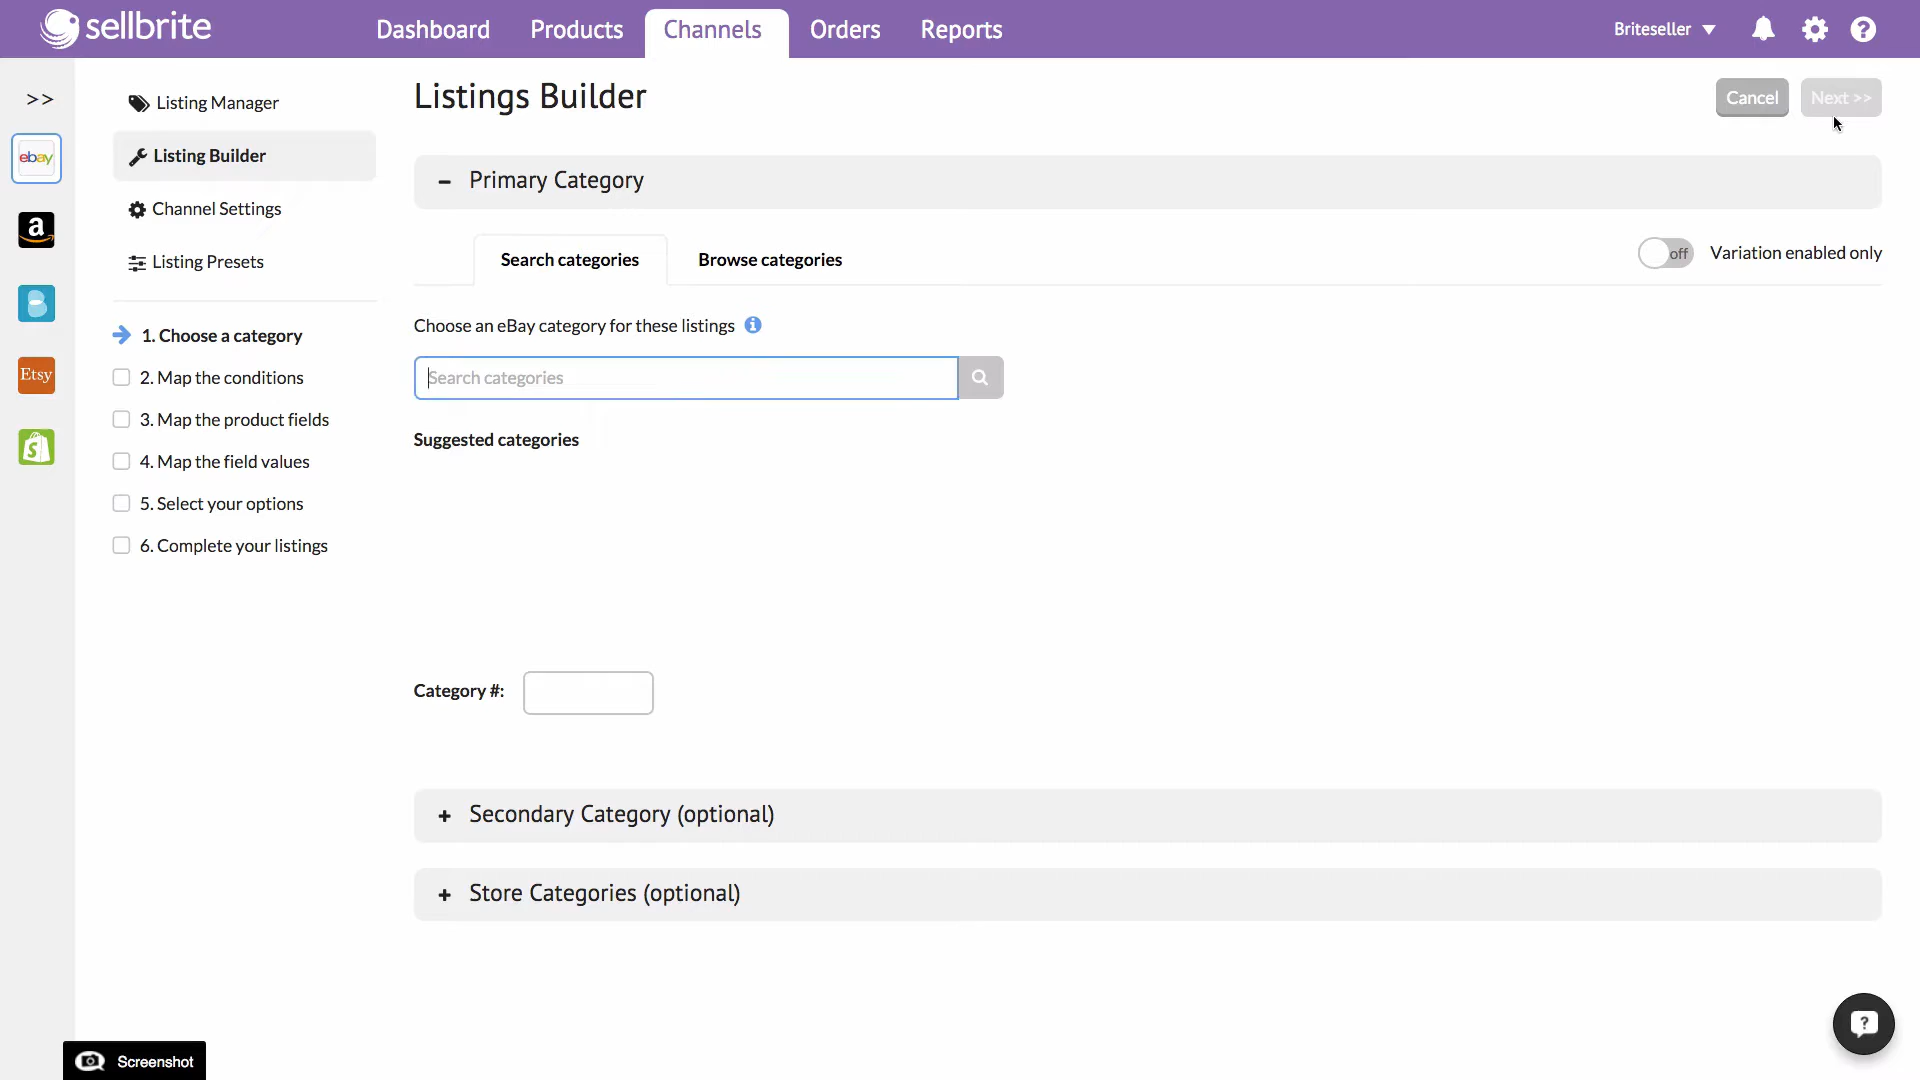 sellbrite
Dashboard
Products
Channels
Orders
Reports
Briteseller
>>
Listing Manager
Listings Builder
Cancel
Next >>
ebay
Listing Builder
Primary Category
Channel Settings
a
Search categories
Browse categories
off
Variation enabled only
Listing Presets
B
Choose an eBay category for these listings
1. Choose a category
Etsy
2. Map the conditions
Search categories
3. Map the product fields
Suggested categories
S
4. Map the field values
5. Select your options
6. Complete your listings
Category #:
Secondary Category (optional)
Store Categories (optional)
Screenshot